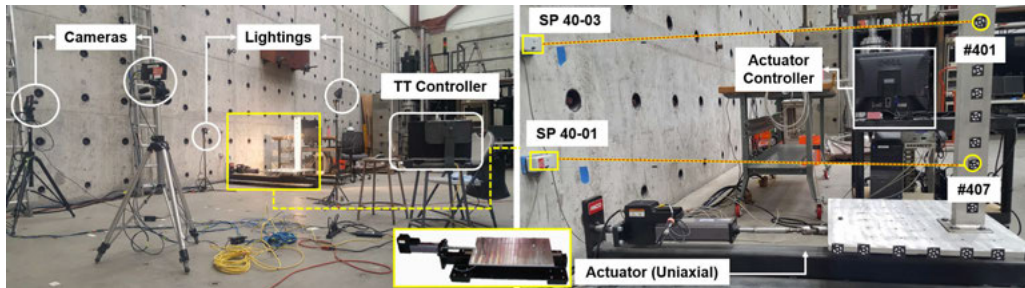 Cameras
Lightings
TT Controller
SP 40-03
SP 40-01
Actuator
Controller
#401
#407
Actuator (Uniaxial)